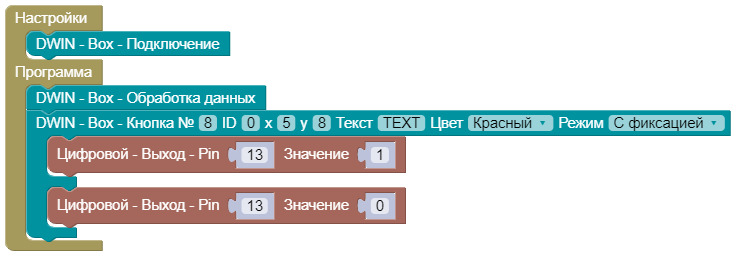 Настройки
DWIN - Box - Подключение
Программа
DWIN - Box - Обработка данных
DWIN - Box - Кнопка № 8 ID 0 x 5 y 8 Текст TEXT Цвет Красный Режим С фиксацией
Цифровой - Выход - Pin 13 Значение 1
Цифровой - Выход - Pin 13 Значение 0